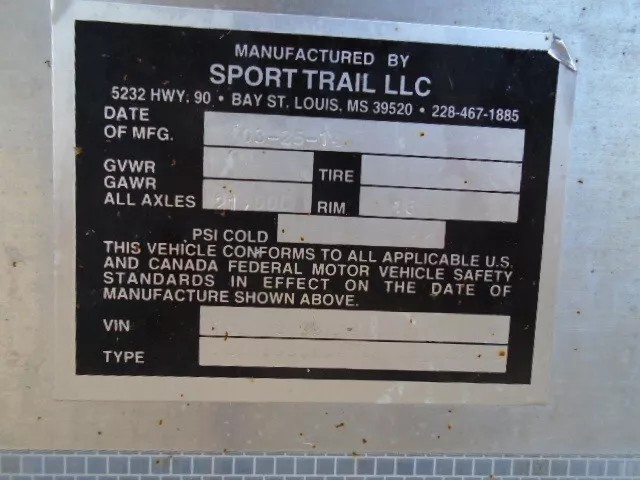 MANUFACTURED BY
SPORT TRAIL LLC
5232 HWY. 90 • BAY ST. LOUIS, MS 39520 • 228-467-1885
DATE
OF MFG.
GVWR
TIRE
GAWR
ALL AXLES
RIM
PSI COLD
THIS VEHICLE CONFORMS TO ALL APPLICABLE U.S.
AND CANADA FEDERAL MOTOR VEHICLE SAFETY
STANDARDS IN EFFECT ON THE DATE OF
MANUFACTURE SHOWN ABOVE.
VIN
TYPE